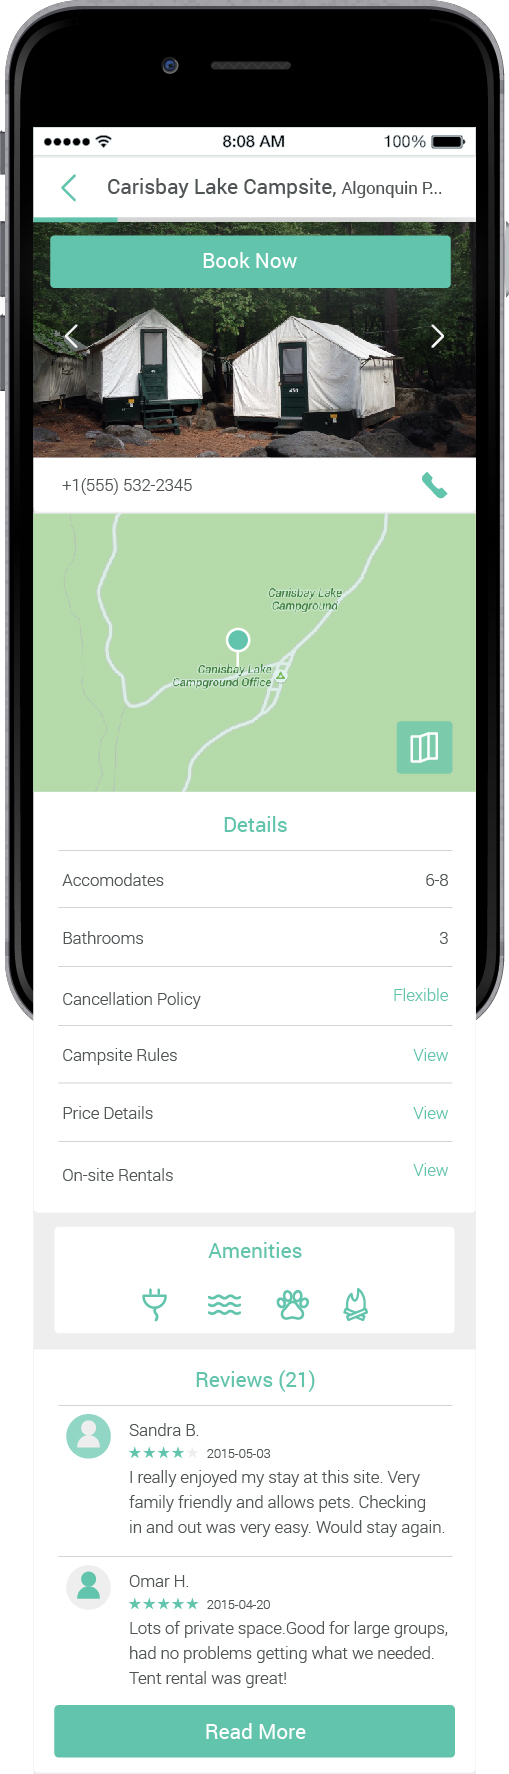 8:08 AM 100%
Carisbay Lake Campsite, Algonquin P...
Book Now
450
+1(555) 532-2345
Canisbay Lake
Campground
Canisbay Lake
Campground Office
Details
Accomodates 6-8
Bathrooms 3
Cancellation Policy Flexible
Campsite Rules View
Price Details View
On-site Rentals View
Amenities
Reviews (21)
Sandra B.
2015-05-03
I really enjoyed my stay at this site. Very
family friendly and allows pets. Checking
in and out was very easy. Would stay again.
Omar H.
2015-04-20
Lots of private space.Good for large groups,
had no problems getting what we needed.
Tent rental was great!
Read More